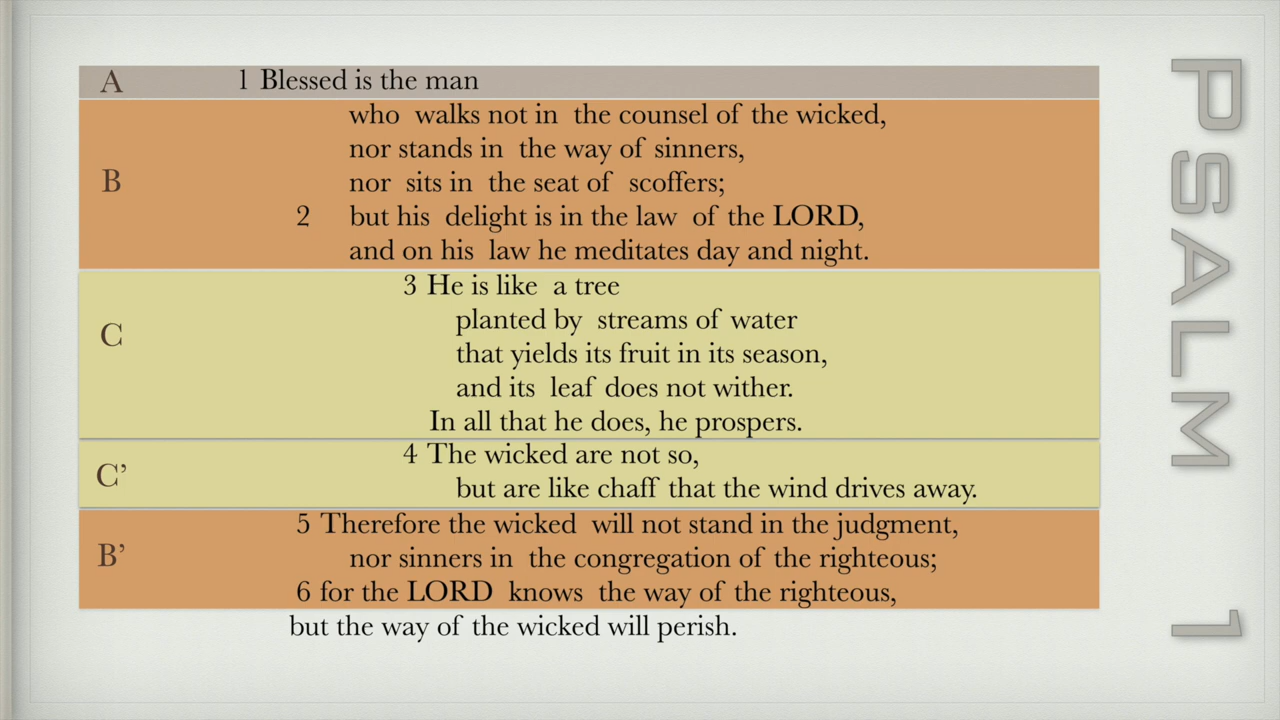 A 1 Blessed is the man
who walks not in the counsel of the wicked,
nor stands in the way of sinners,
B nor sits in the seat of scoffers;
2 but his delight is in the law of the LORD,
and on his law he meditates day and night.
3 He is like a tree
planted by streams of water
C that yields its fruit in its season,
and its leaf does not wither.
In all that he does, he prospers.
4 The wicked are not so,
C’ but are like chaff that the wind drives away.
5 Therefore the wicked will not stand in the judgment,
B’ nor sinners in the congregation of the righteous;
6 for the LORD knows the way of the righteous,
but the way of the wicked will perish.
PSALM 1